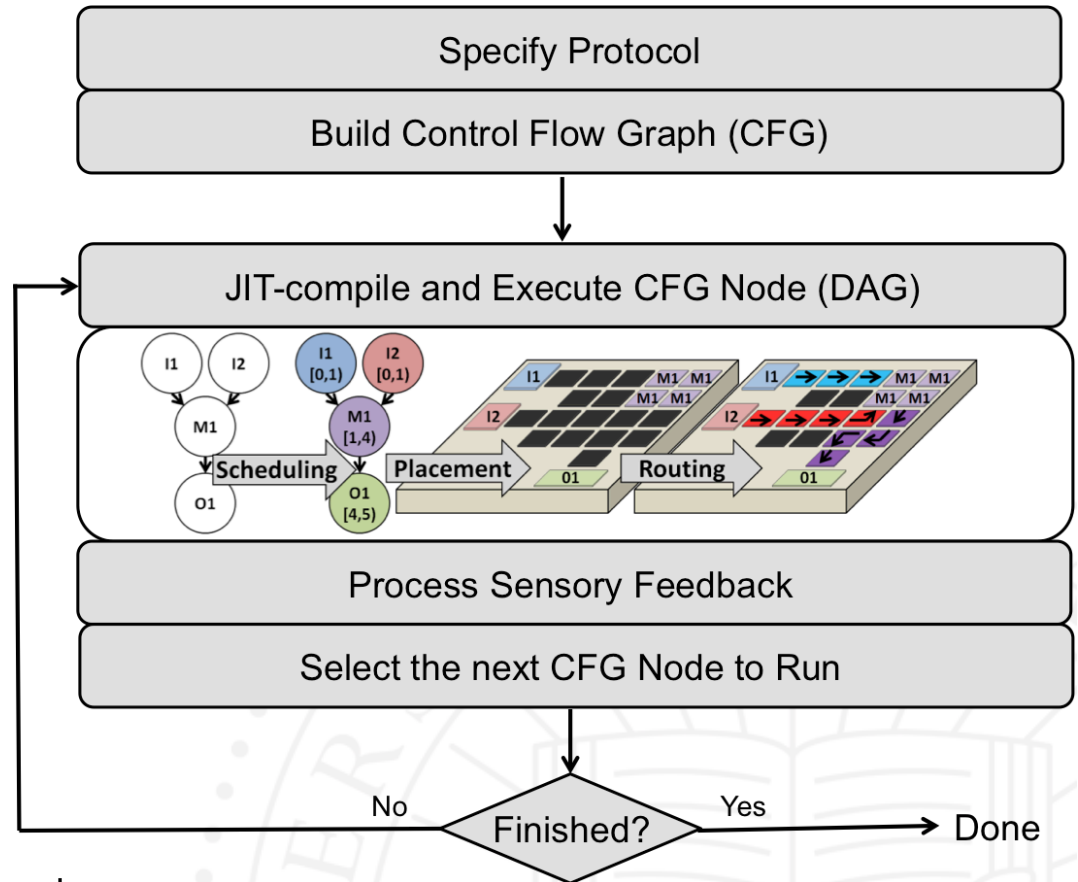 Specify Protocol
Build Control Flow Graph (CFG)
JIT-compile and Execute CFG Node (DAG)
I1
I2
M1
O1
Scheduling
I1
[0,1)
I2
[0,1)
M1
[1,4)
O1
[4,5)
Placement
I1
M1 M1
M1 M1
I2
01
Routing
I1
M1 M1
M1 M1
I2
01
Process Sensory Feedback
Select the next CFG Node to Run
No
Finished?
Yes
Done